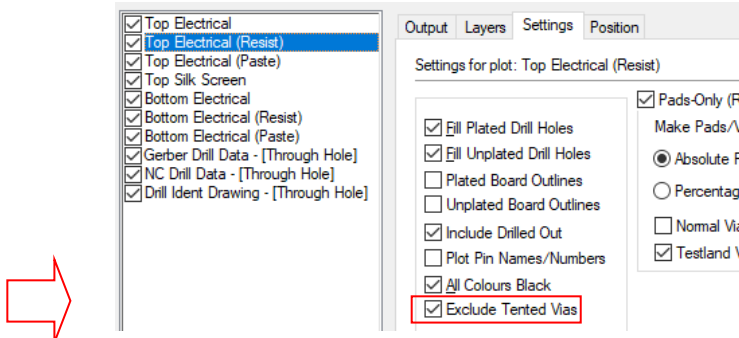 Top Electrical
Top Electrical (Resist)
Top Electrical (Paste)
Top Silk Screen
Bottom Electrical
Bottom Electrical (Resist)
Bottom Electrical (Paste)
Gerber Drill Data - [Through Hole]
NC Drill Data - [Through Hole]
Drill Ident Drawing - [Through Hole]
Output Layers Settings Position
Settings for plot: Top Electrical (Resist)
Fill Plated Drill Holes
Fill Unplated Drill Holes
Plated Board Outlines
Unplated Board Outlines
Include Drilled Out
Plot Pin Names/Numbers
All Colours Black
Exclude Tented Vias
Pads-Only (R
Make Pads/V
Absolute
Percentag
Normal Via
Testland